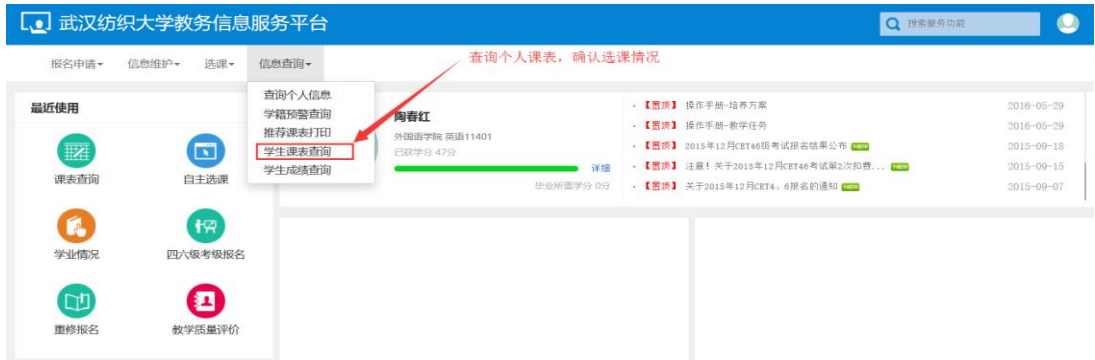 武汉纺织大学教务信息服务平台
搜索服务功能
报名申请 信息维护 选课 信息查询
查询个人课表，确认选课情况
查询个人信息
学籍预警查询
推荐课表打印
学生课表查询
学生成绩查询
最近使用
课表查询 自主选课
学业情况 四六级考级报名
重修报名 教学质量评价
陶春红
外国语学院 英语11401
已获学分 47分
详细
毕业所需学分 0分
· 【置顶】 操作手册-培养方案 2016-05-29
· 【置顶】 操作手册-教学任务 2016-05-29
· 【置顶】 2015年12月CET46级考试报名结果公布 NEW 2015-09-18
· 【置顶】 注意！关于2015年12月CET46考试第2次扣费... NEW 2015-09-15
· 【置顶】 关于2015年12月CET4、6报名的通知 NEW 2015-09-07